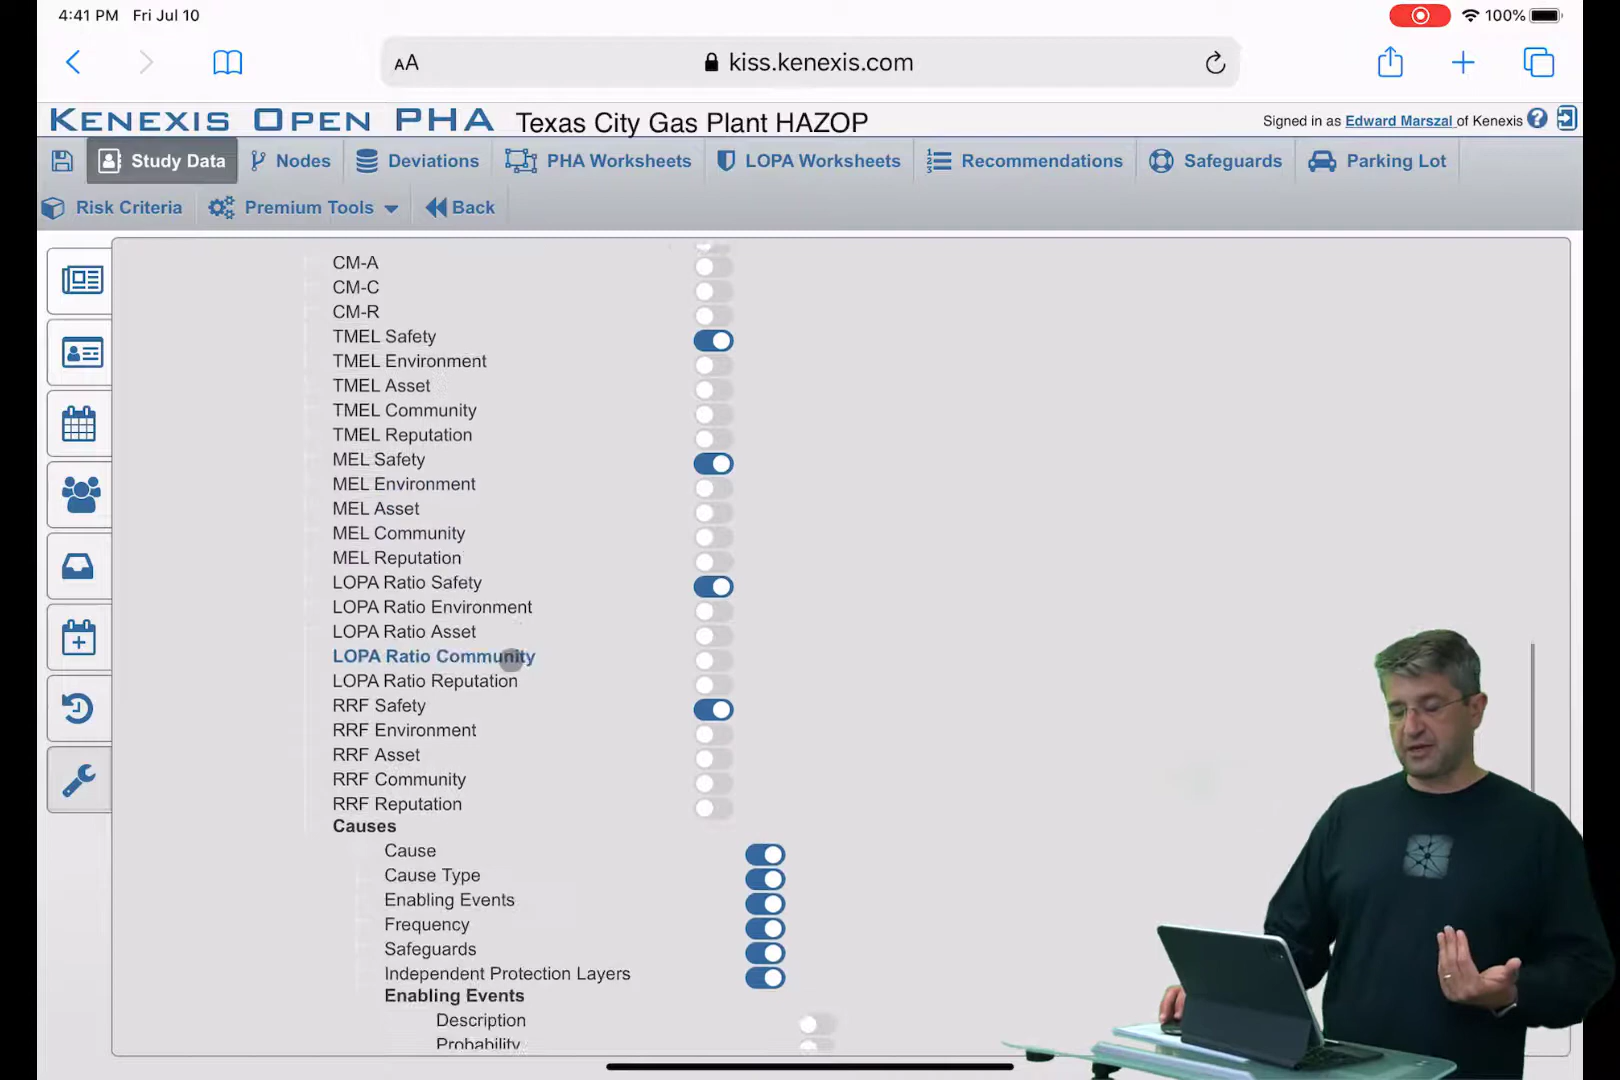 4:41 PM Fri Jul 10
100%
AA kiss.kenexis.com
KENEXIS OPEN PHA Texas City Gas Plant HAZOP
Signed in as Edward Marszal of Kenexis
Study Data Nodes Deviations PHA Worksheets LOPA Worksheets Recommendations Safeguards Parking Lot
Risk Criteria Premium Tools Back
CM-A
CM-C
CM-R
TMEL Safety
TMEL Environment
TMEL Asset
TMEL Community
TMEL Reputation
MEL Safety
MEL Environment
MEL Asset
MEL Community
MEL Reputation
LOPA Ratio Safety
LOPA Ratio Environment
LOPA Ratio Asset
LOPA Ratio Community
LOPA Ratio Reputation
RRF Safety
RRF Environment
RRF Asset
RRF Community
RRF Reputation
Causes
Cause
Cause Type
Enabling Events
Frequency
Safeguards
Independent Protection Layers
Enabling Events
Description
Probability